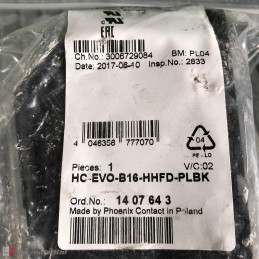 EAC
Ch.No.: 3006729084 BM: PL04
Date: 2017-08-10 Insp.No.: 2833
4 046356 777070
04
PE-LD
Pieces: 1 V/C:02
HC-EVO-B16-HHFD-PLBK
Ord.No.: 14 07 64 3
Made by Phoenix Contact in Poland